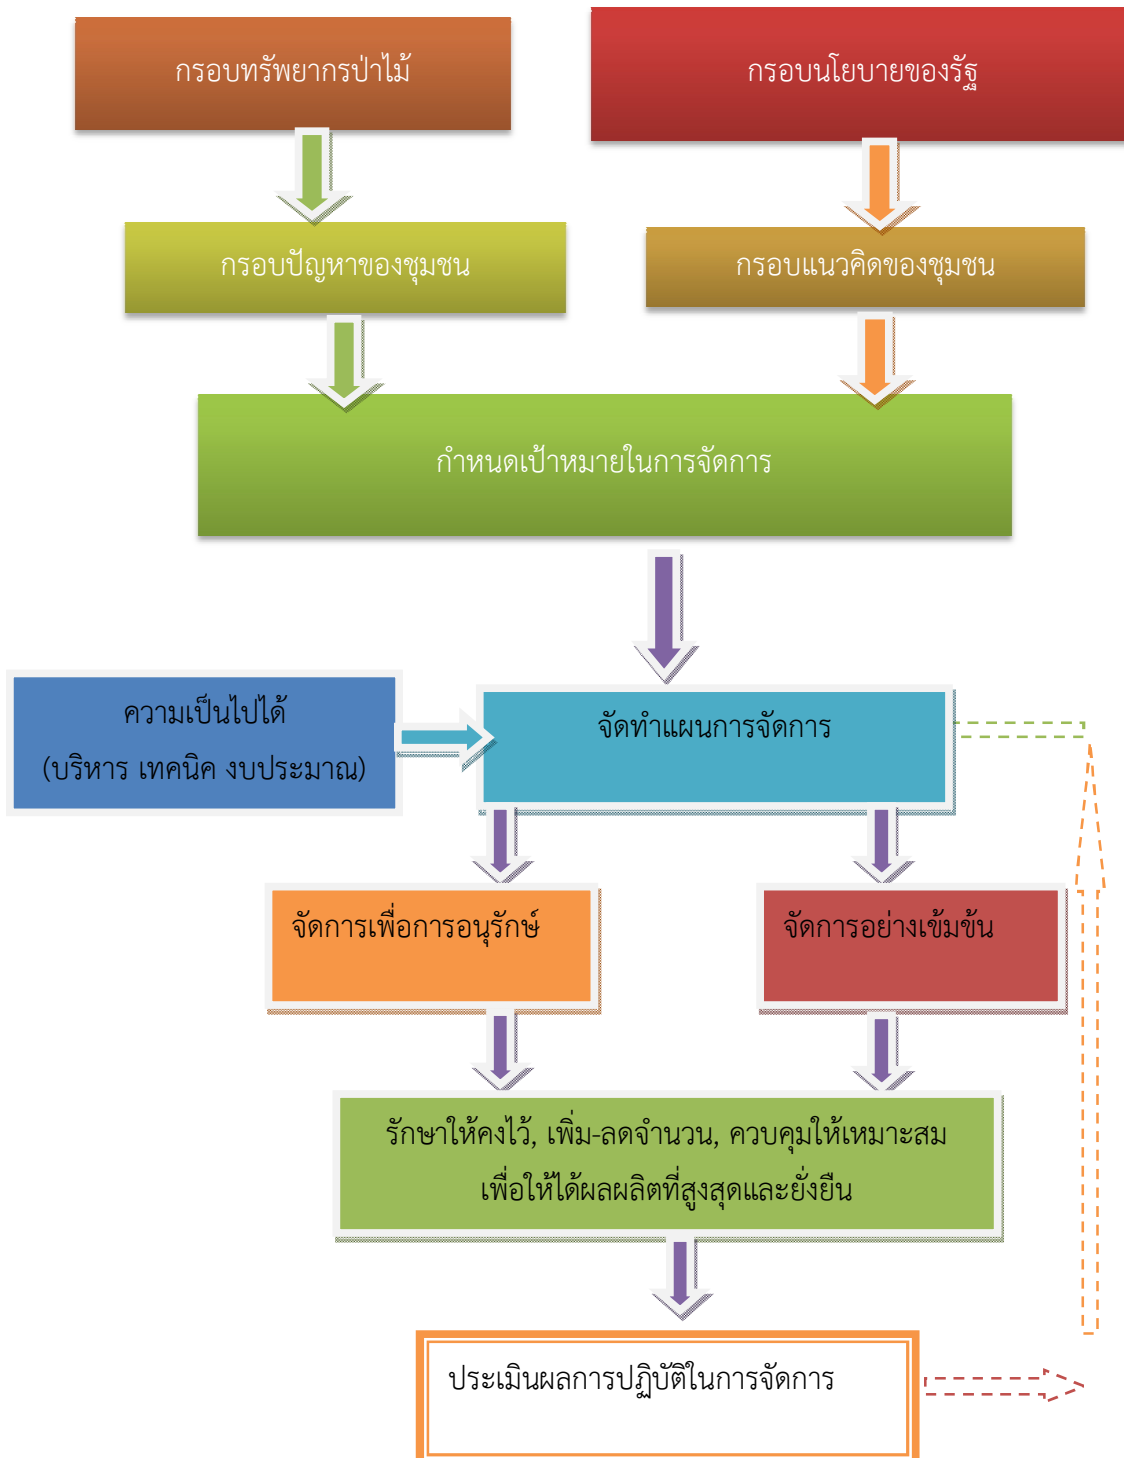 กรอบทรัพยากรป่าไม้
กรอบนโยบายของรัฐ
กรอบปัญหาของชุมชน
กรอบแนวคิดของชุมชน
กำหนดเป้าหมายในการจัดการ
ความเป็นไปได้
(บริหาร เทคนิค งบประมาณ)
จัดทำแผนการจัดการ
จัดการเพื่อการอนุรักษ์
จัดการอย่างเข้มข้น
รักษาให้คงไว้, เพิ่ม-ลดจำนวน, ควบคุมให้เหมาะสม
เพื่อให้ได้ผลผลิตที่สูงสุดและยั่งยืน
ประเมินผลการปฏิบัติในการจัดการ